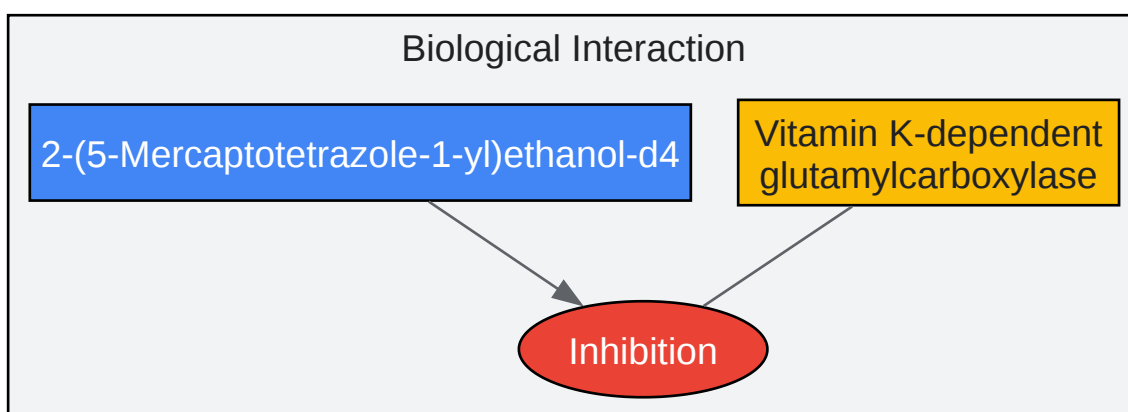 Biological Interaction
2-(5-Mercaptotetrazole-1-yl)ethanol-d4
Vitamin K-dependent
glutamylcarboxylase
Inhibition